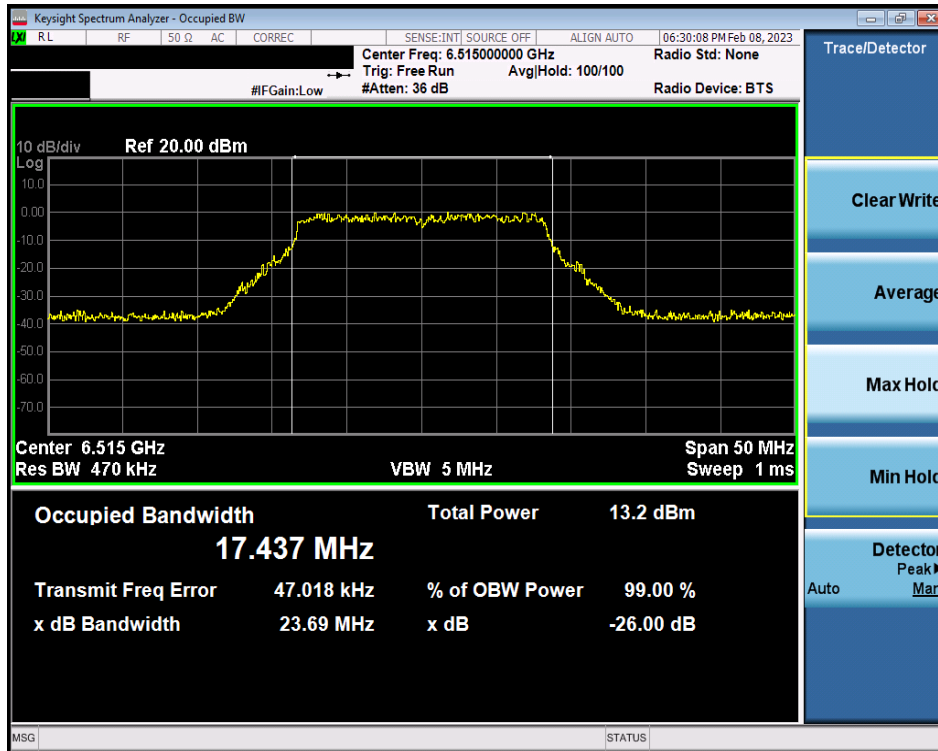 Keysight Spectrum Analyzer - Occupied BW
LXI RL RF 50 Ω AC CORREC SENSE:INT SOURCE OFF ALIGN AUTO 06:30:08 PM Feb 08, 2023
Center Freq: 6.515000000 GHz Radio Std: None
Trig: Free Run Avg|Hold: 100/100
#IFGain:Low #Atten: 36 dB Radio Device: BTS
Trace/Detector
10 dB/div Ref 20.00 dBm
Log
10.0
0.00
-10.0
-20.0
-30.0
-40.0
-50.0
-60.0
-70.0
Center 6.515 GHz Span 50 MHz
Res BW 470 kHz VBW 5 MHz Sweep 1 ms
Occupied Bandwidth Total Power 13.2 dBm
17.437 MHz
Transmit Freq Error 47.018 kHz % of OBW Power 99.00 %
x dB Bandwidth 23.69 MHz x dB -26.00 dB
Clear Write
Average
Max Hold
Min Hold
Detector
Peak
Auto Man
MSG STATUS